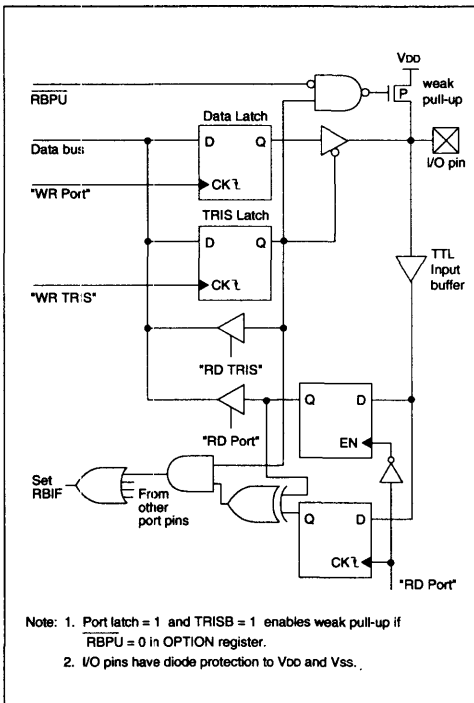 VDD
weak
pull-up
P
RBPU
Data Latch
Data bus
D
Q
I/O pin
"WR Port"
CK
TRIS Latch
D
Q
TTL
Input
buffer
"WR TRIS"
CK
"RD TRIS"
Q
D
"RD Port"
EN
Set
RBIF
From
other
port pins
Q
D
CK
"RD Port"
Note: 1. Port latch = 1 and TRISB = 1 enables weak pull-up if
RBPU = 0 in OPTION register.
2. I/O pins have diode protection to VDD and VSS.